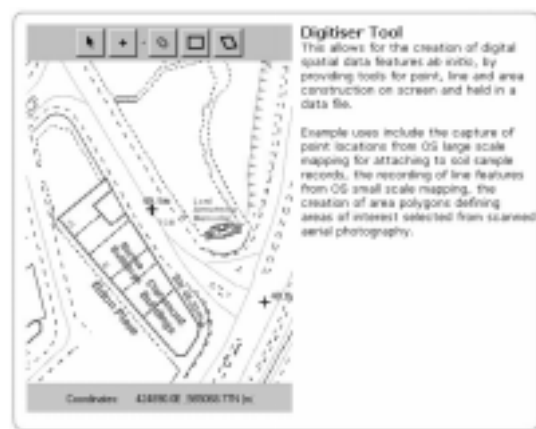 Digitiser Tool
This allows for the creation of digital
spatial data features ab initio, by
providing tools for point, line and area
construction on screen and held in a
data file.
Example uses include the capture of
point locations from OS large scale
mapping for attaching to soil sample
records, the recording of line features
from OS small scale mapping, the
creation of area polygons defining
areas of interest selected from scanned
aerial photography.
Eldon Place
Buildings
Coordinates: